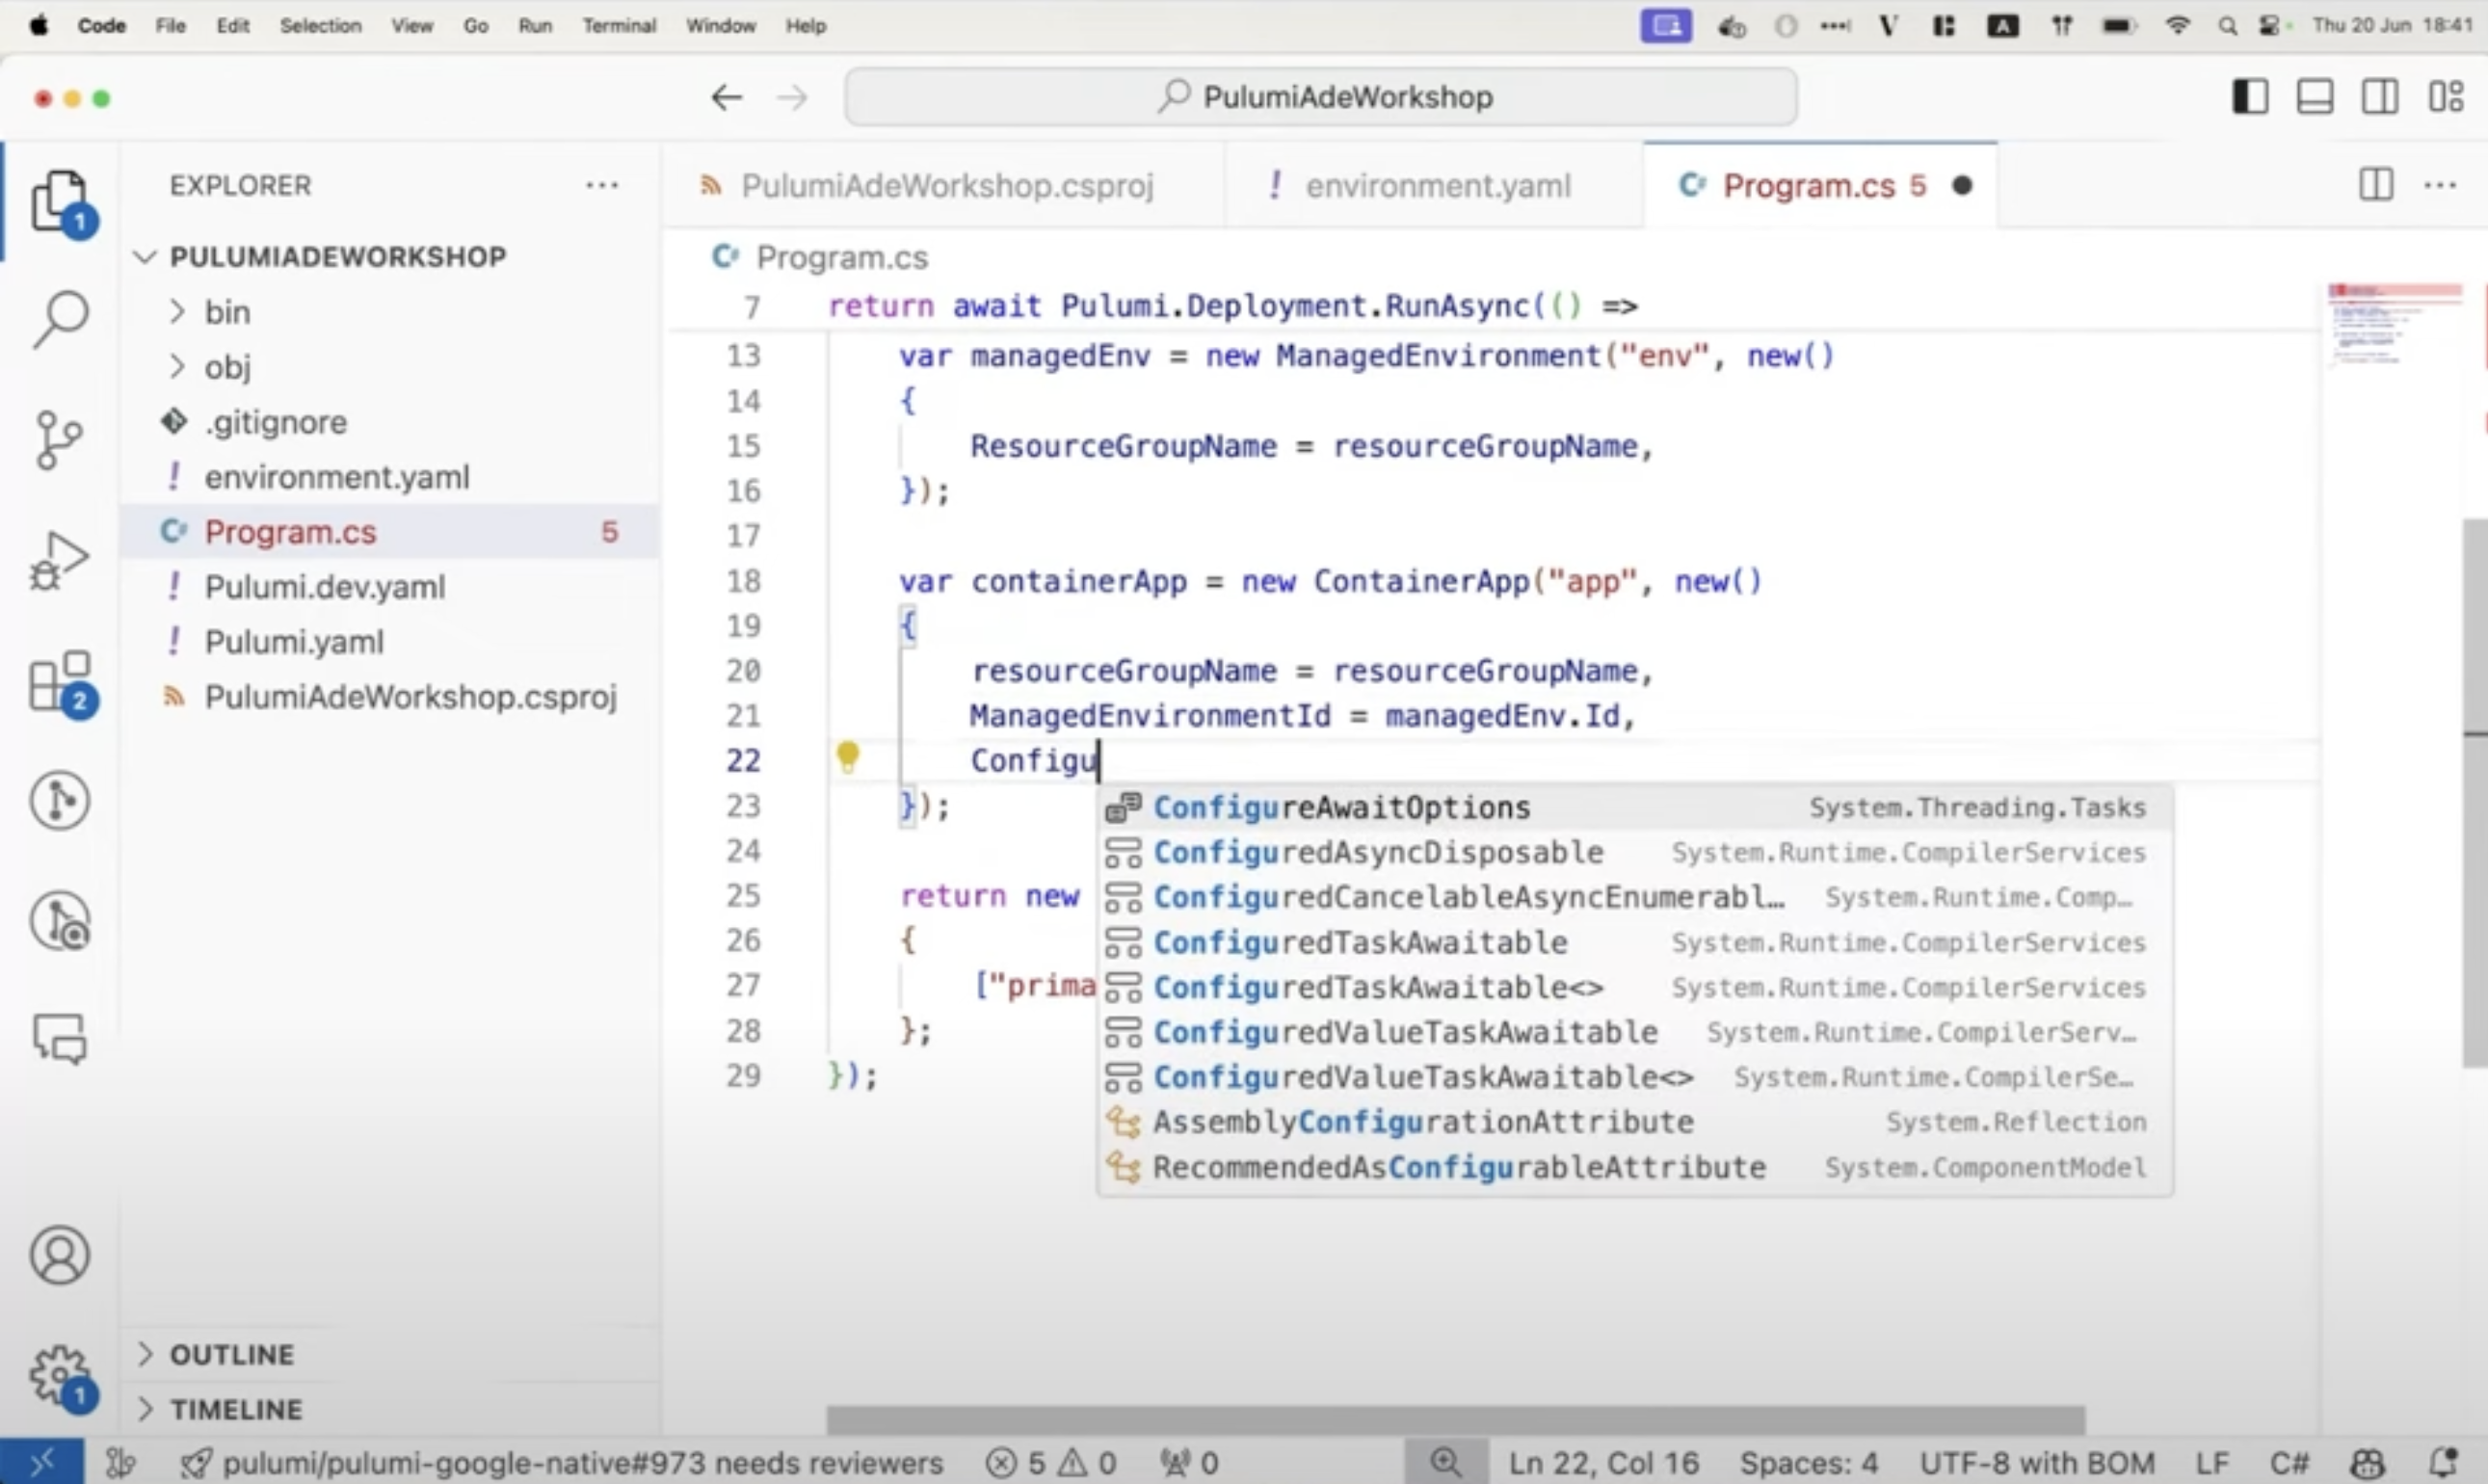 Code File Edit Selection View Go Run Terminal Window Help
Thu 20 Jun 18:41
PulumiAdeWorkshop
EXPLORER
PulumiAdeWorkshop.csproj environment.yaml Program.cs 5
1
PULUMIADEWORKSHOP
Program.cs
bin
7 return await Pulumi.Deployment.RunAsync(() =>
13 var managedEnv = new ManagedEnvironment("env", new()
obj
14 {
.gitignore
15 ResourceGroupName = resourceGroupName,
environment.yaml
16 });
Program.cs 5
17
Pulumi.dev.yaml
18 var containerApp = new ContainerApp("app", new()
19 {
Pulumi.yaml
20 resourceGroupName = resourceGroupName,
2
PulumiAdeWorkshop.csproj
21 ManagedEnvironmentId = managedEnv.Id,
22 Configu
23 });
ConfigureAwaitOptions System.Threading.Tasks
24
ConfiguredAsyncDisposable System.Runtime.CompilerServices
25 return new
ConfiguredCancelableAsyncEnumerabl… System.Runtime.Comp…
26 {
ConfiguredTaskAwaitable System.Runtime.CompilerServices
27 ["prima
ConfiguredTaskAwaitable<> System.Runtime.CompilerServices
28 };
ConfiguredValueTaskAwaitable System.Runtime.CompilerServ…
29 });
ConfiguredValueTaskAwaitable<> System.Runtime.CompilerSe…
AssemblyConfigurationAttribute System.Reflection
RecommendedAsConfigurableAttribute System.ComponentModel
OUTLINE
1
TIMELINE
pulumi/pulumi-google-native#973 needs reviewers 5 0 0 Ln 22, Col 16 Spaces: 4 UTF-8 with BOM LF C#